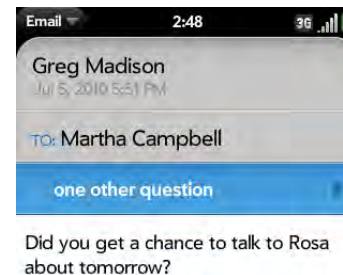 Email 2:48 3G
Greg Madison
Jul 5, 2010 5:51 PM
TO: Martha Campbell
one other question
Did you get a chance to talk to Rosa
about tomorrow?